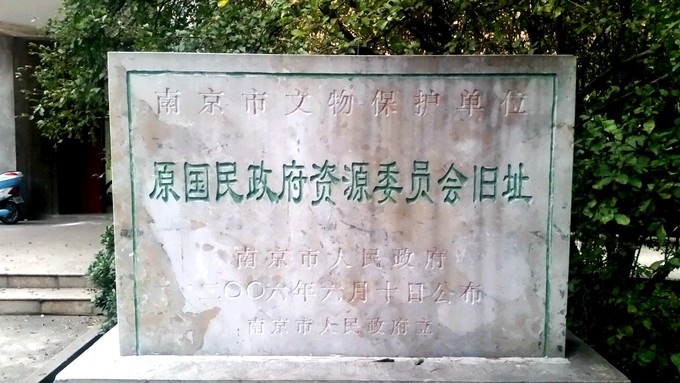 南京市文物保护单位
原国民政府资源委员会旧址
南京市人民政府
二〇〇六年六月十日公布
南京市人民政府立